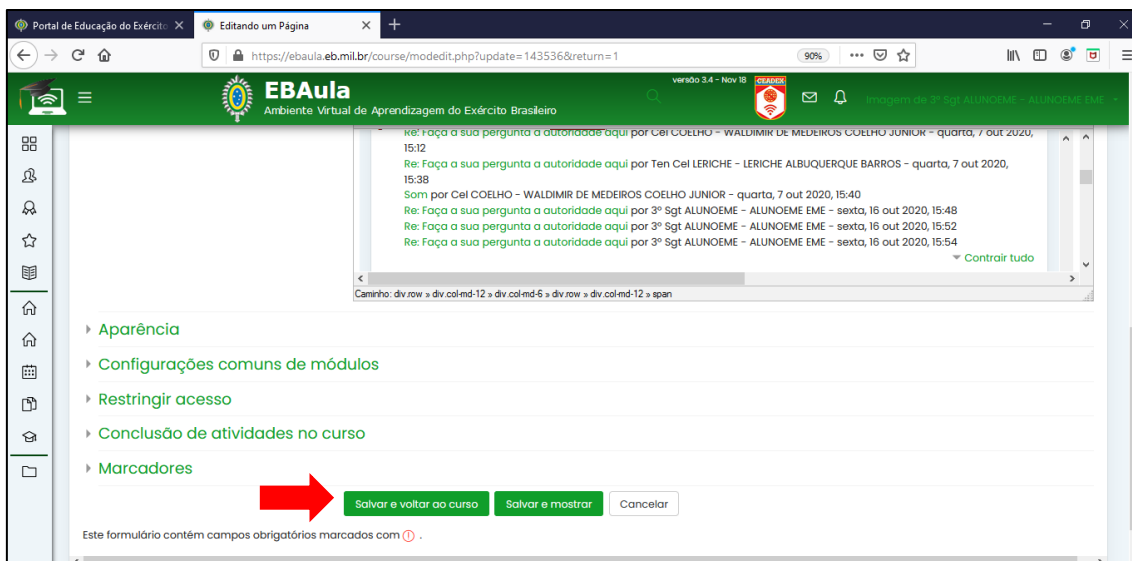 Portal de Educação do Exército
Editando um Página
https://ebaula.eb.mil.br/course/modedit.php?update=143536&return=1
90%
EBAula
Ambiente Virtual de Aprendizagem do Exército Brasileiro
versão 3.4 - Nov 18
CEADEX
Imagem de 3º Sgt ALUNOEME - ALUNOEME EME
Re: Faça a sua pergunta a autoridade aqui por Cel COELHO - WALDIMIR DE MEDEIROS COELHO JUNIOR - quarta, 7 out 2020,
15:12
Re: Faça a sua pergunta a autoridade aqui por Ten Cel LERICHE - LERICHE ALBUQUERQUE BARROS - quarta, 7 out 2020,
15:38
Som por Cel COELHO - WALDIMIR DE MEDEIROS COELHO JUNIOR - quarta, 7 out 2020, 15:40
Re: Faça a sua pergunta a autoridade aqui por 3º Sgt ALUNOEME - ALUNOEME EME - sexta, 16 out 2020, 15:48
Re: Faça a sua pergunta a autoridade aqui por 3º Sgt ALUNOEME - ALUNOEME EME - sexta, 16 out 2020, 15:52
Re: Faça a sua pergunta a autoridade aqui por 3º Sgt ALUNOEME - ALUNOEME EME - sexta, 16 out 2020, 15:54
Contrair tudo
Caminho: div.row » div.col-md-12 » div.col-md-6 » div.row » div.col-md-12 » span
Aparência
Configurações comuns de módulos
Restringir acesso
Conclusão de atividades no curso
Marcadores
Salvar e voltar ao curso
Salvar e mostrar
Cancelar
Este formulário contém campos obrigatórios marcados com .